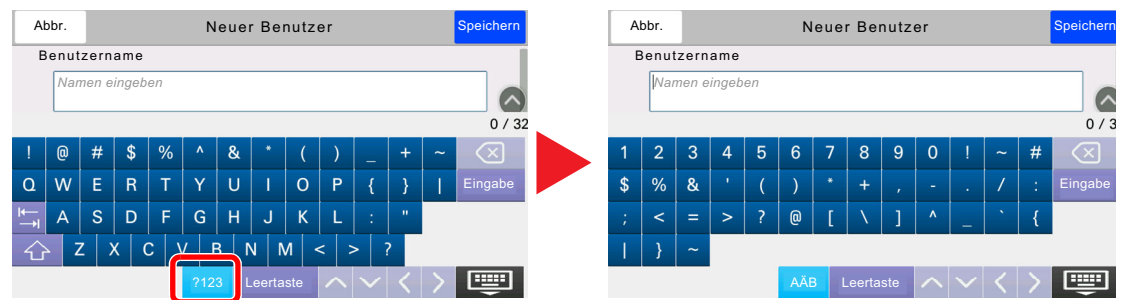 Abbr. Neuer Benutzer Speichern
Benutzername
Namen eingeben
0 / 32
! @ # $ % ^ & * ( ) _ + ~
Q W E R T Y U I O P { } | Eingabe
A S D F G H J K L : "
Z X C V B N M < > ?
?123 Leertaste
Abbr. Neuer Benutzer Speichern
Benutzername
Namen eingeben
0 / 3
1 2 3 4 5 6 7 8 9 0 ! ~ #
$ % & ' ( ) * + , - . / : Eingabe
; < = > ? @ [ \ ] ^ _ ` {
| } ~
AÄB Leertaste